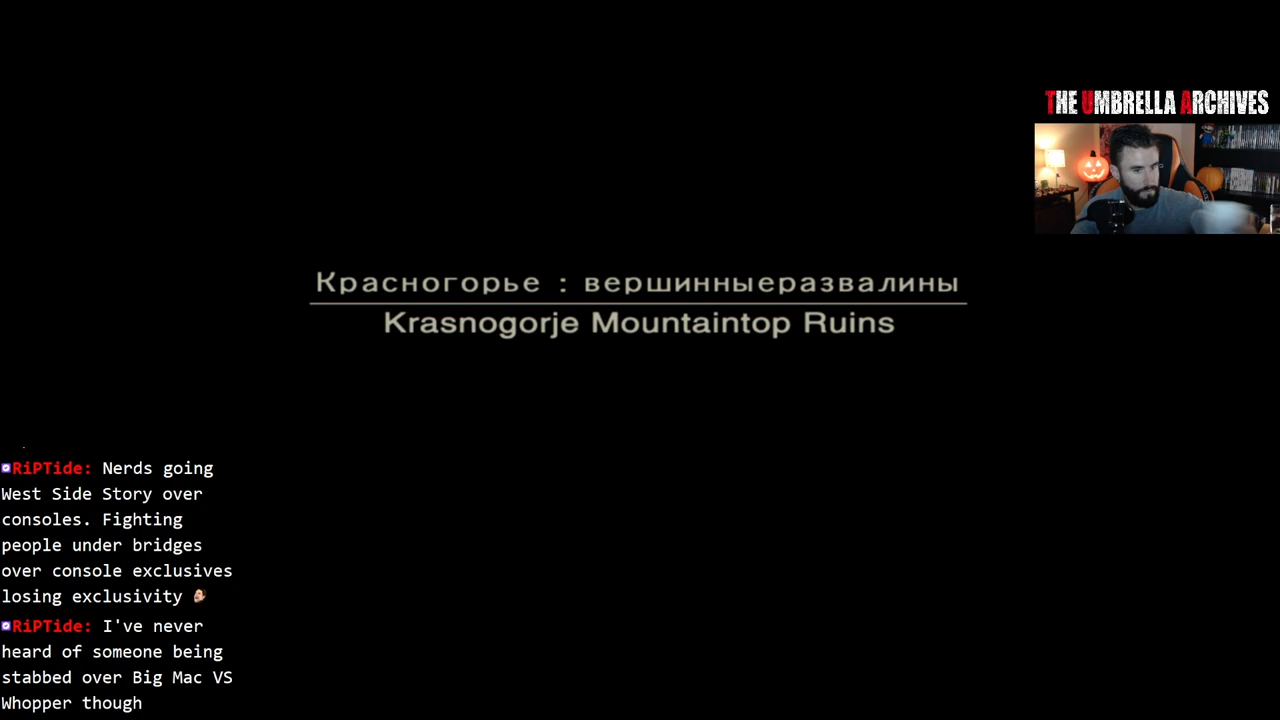 THE UMBRELLA ARCHIVES
Красногорье : вершинныеразвалины
Krasnogorje Mountaintop Ruins
RiPTide: Nerds going
West Side Story over
consoles. Fighting
people under bridges
over console exclusives
losing exclusivity
RiPTide: I've never
heard of someone being
stabbed over Big Mac VS
Whopper though